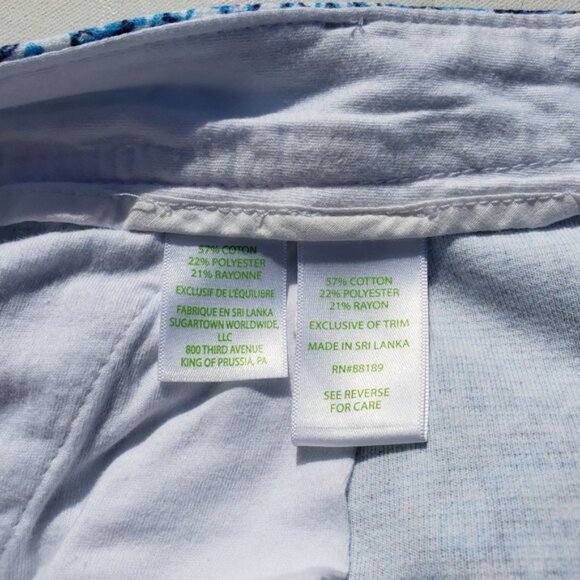 57% COTTON
22% POLYESTER
21% RAYONNE
EXCLUSIF DE L'ÉQUILIBRE
FABRIQUE EN SRI LANKA
SUGARTOWN WORLDWIDE,
LLC
800 THIRD AVENUE
KING OF PRUSSIA, PA
57% COTTON
22% POLYESTER
21% RAYON
EXCLUSIVE OF TRIM
MADE IN SRI LANKA
RN#88189
SEE REVERSE
FOR CARE